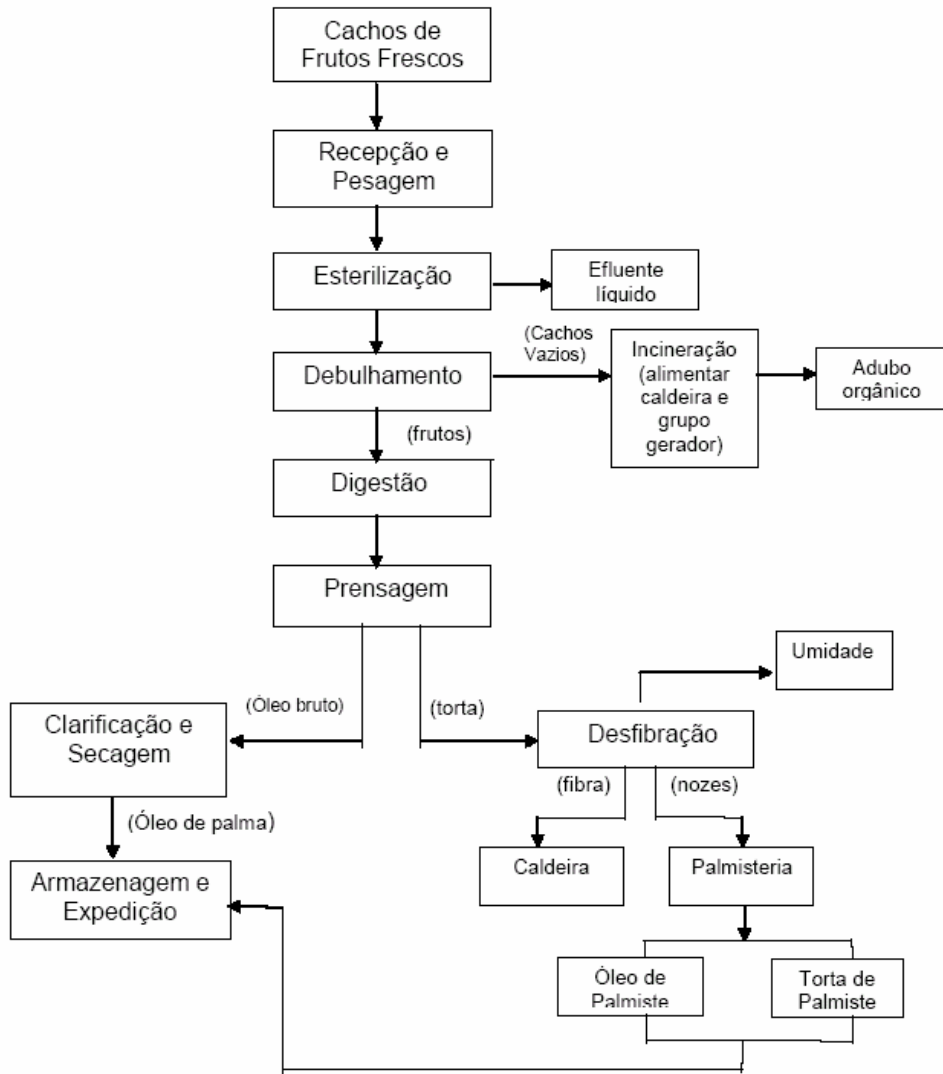 Cachos de
Frutos Frescos
Recepção e
Pesagem
Esterilização
Efluente
líquido
Debulhamento
(Cachos
Vazios)
Incineração
(alimentar
caldeira e
grupo
gerador)
Adubo
orgânico
(frutos)
Digestão
Prensagem
(Óleo bruto)
(torta)
Umidade
Clarificação e
Secagem
Desfibração
(fibra)
(nozes)
(Óleo de palma)
Caldeira
Palmisteria
Armazenagem e
Expedição
Óleo de
Palmiste
Torta de
Palmiste